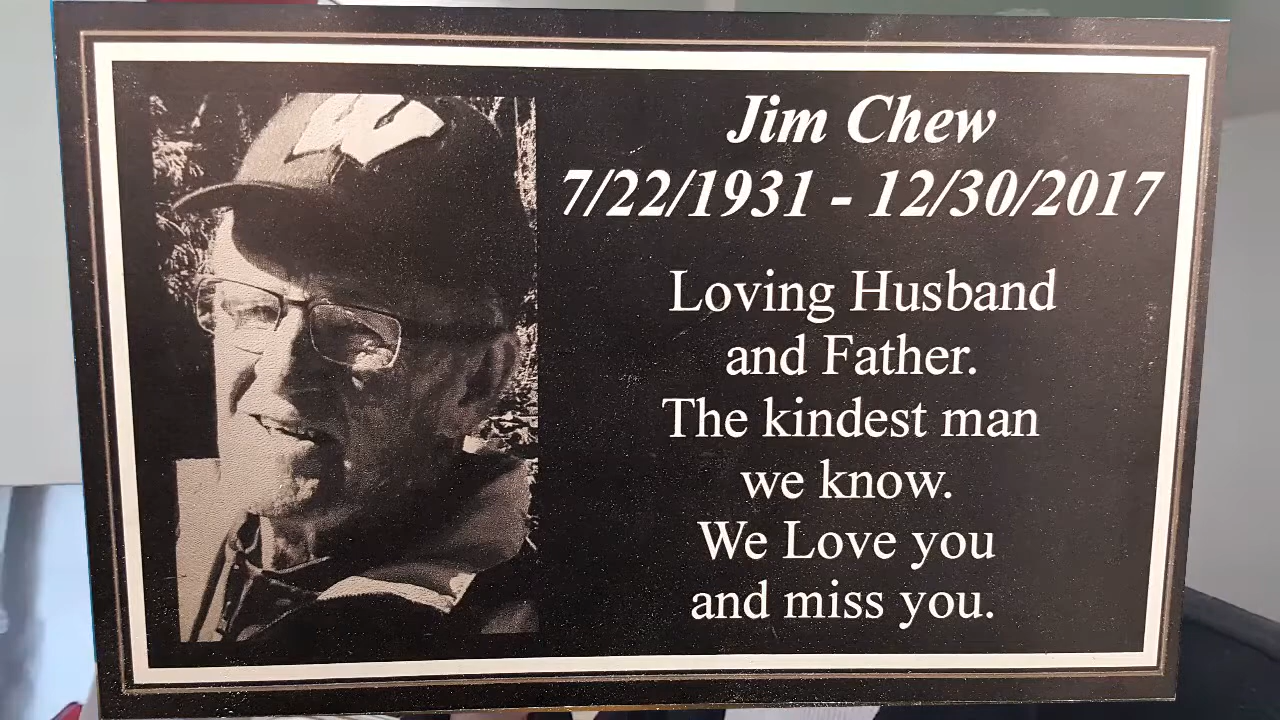 W
Jim Chew
7/22/1931 - 12/30/2017
Loving Husband
and Father.
The kindest man
we know.
We Love you
and miss you.